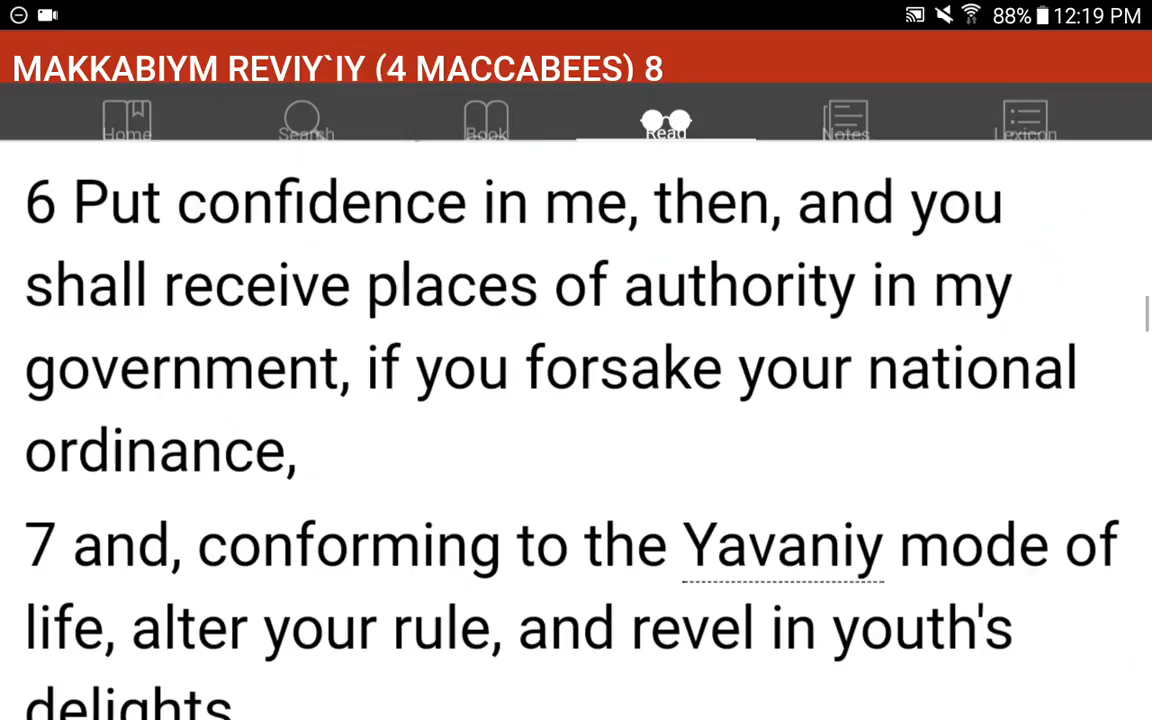 88% 12:19 PM
MAKKABIYM REVIY`IY (4 MACCABEES) 8
Home Search Book Read Notes Lexicon
6 Put confidence in me, then, and you
shall receive places of authority in my
government, if you forsake your national
ordinance,
7 and, conforming to the Yavaniy mode of
life, alter your rule, and revel in youth's
delights